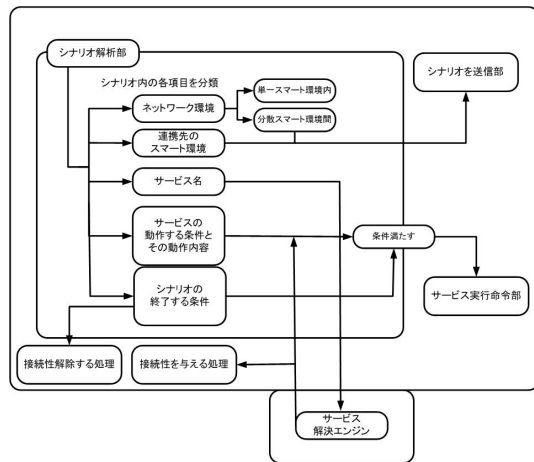 シナリオ解析部
シナリオ内の各項目を分類
ネットワーク環境
単一スマート環境内
分散スマート環境間
シナリオを送信部
連携先の
スマート環境
サービス名
サービスの
動作する条件と
その動作内容
条件満たす
シナリオの
終了する条件
サービス実行命令部
接続性解除する処理
接続性を与える処理
サービス
解決エンジン